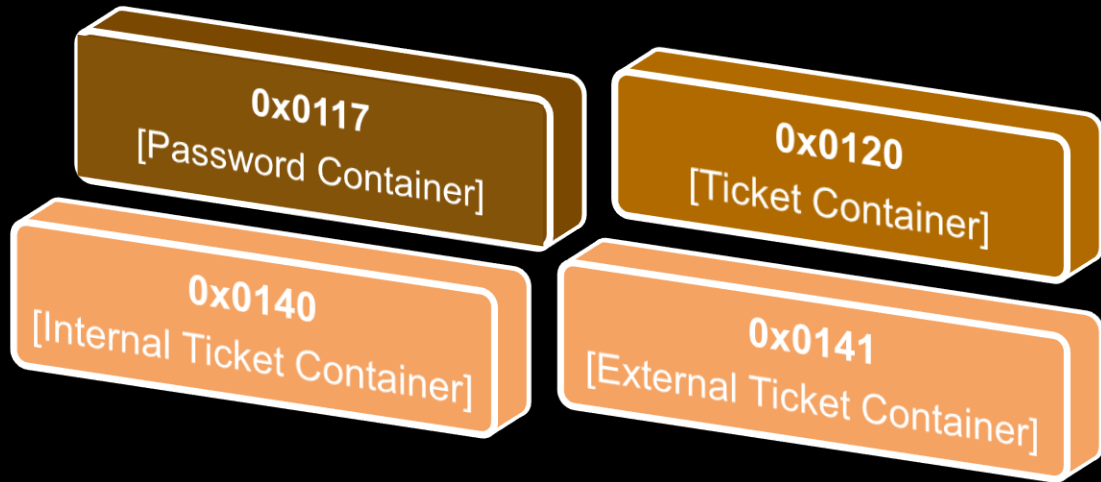 0x0117
[Password Container]
0x0120
[Ticket Container]
0x0140
[Internal Ticket Container]
0x0141
[External Ticket Container]